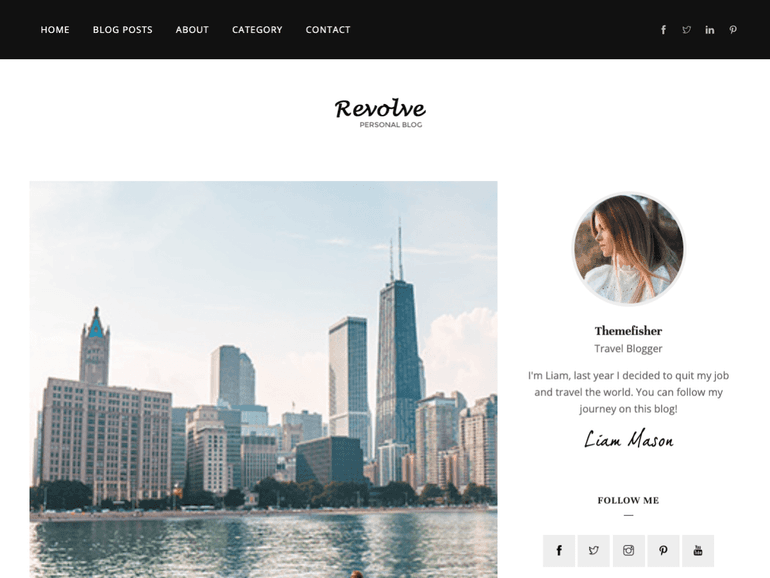 HOME BLOG POSTS ABOUT CATEGORY CONTACT
Revolve
PERSONAL BLOG
Themefisher
Travel Blogger
I'm Liam, last year I decided to quit my job
and travel the world. You can follow my
journey on this blog!
Liam Mason
FOLLOW ME